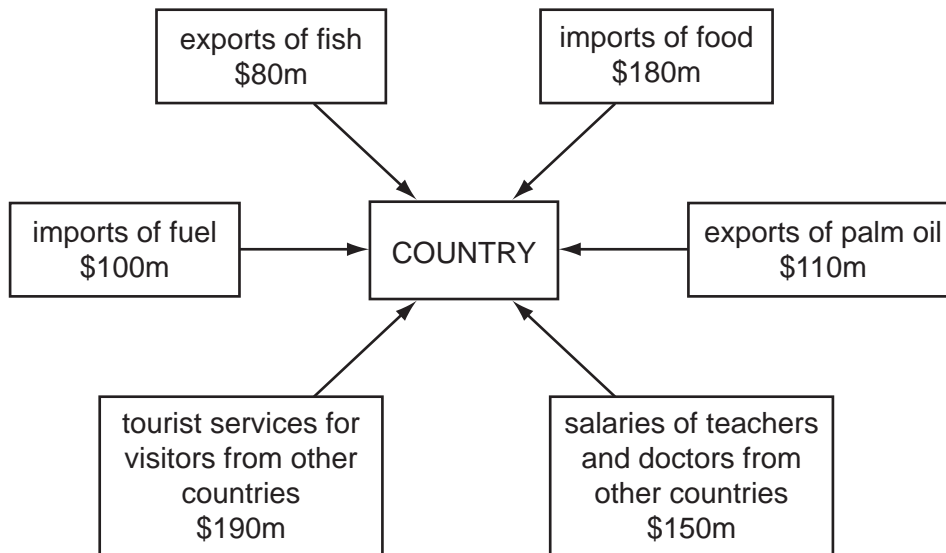 exports of fish
$80m
imports of food
$180m
imports of fuel
$100m
COUNTRY
exports of palm oil
$110m
tourist services for
visitors from other
countries
$190m
salaries of teachers
and doctors from
other countries
$150m